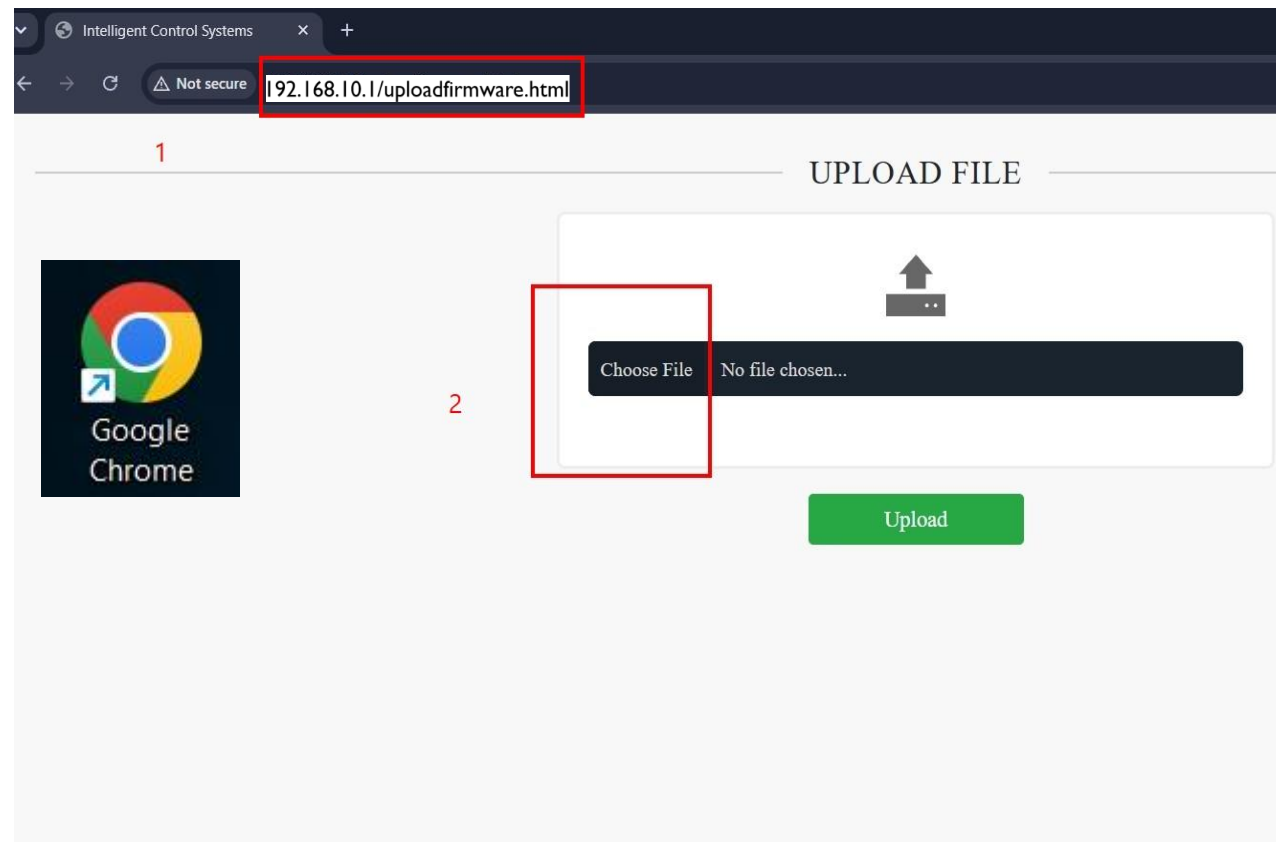 Intelligent Control Systems
Not secure
192.168.10.1/uploadfirmware.html
1
UPLOAD FILE
Choose File
No file chosen...
2
Google
Chrome
Upload